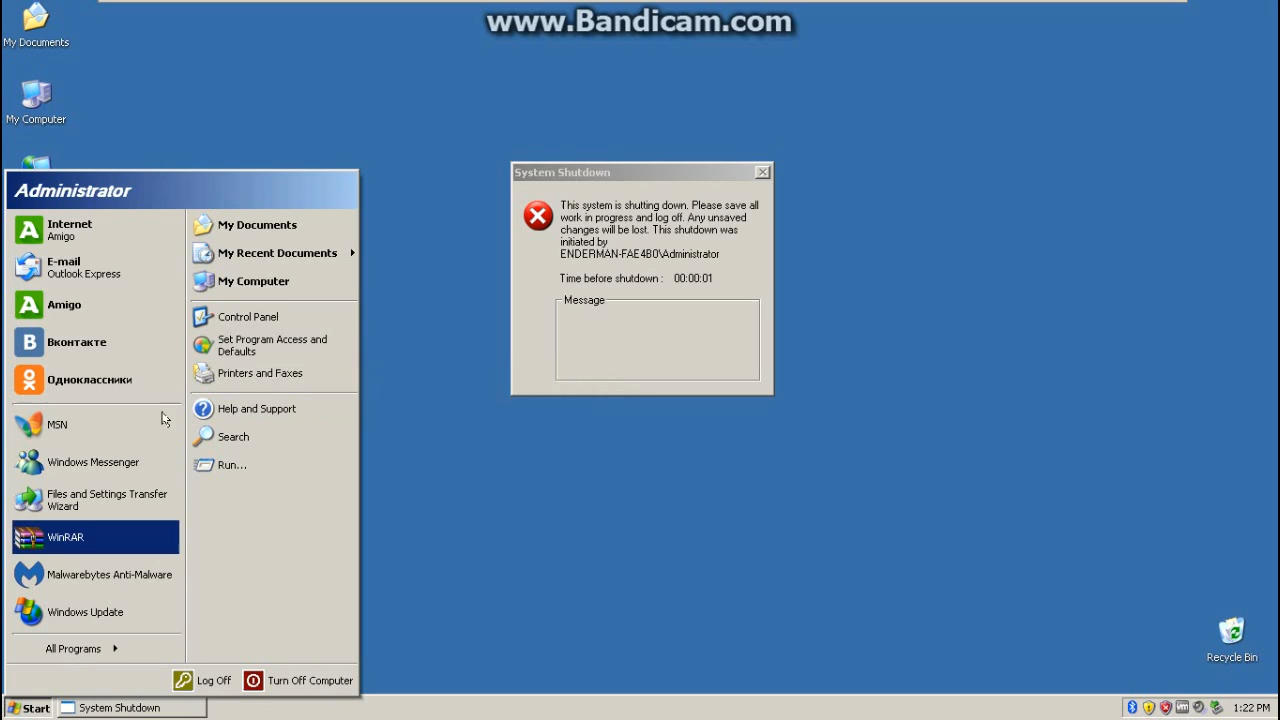 www.Bandicam.com
My Documents
My Computer
Administrator
Internet
Amigo
E-mail
Outlook Express
Amigo
Вконтакте
Одноклассники
MSN
Windows Messenger
Files and Settings Transfer
Wizard
WinRAR
Malwarebytes Anti-Malware
Windows Update
All Programs
My Documents
My Recent Documents
My Computer
Control Panel
Set Program Access and
Defaults
Printers and Faxes
Help and Support
Search
Run...
Log Off
Turn Off Computer
System Shutdown
This system is shutting down. Please save all
work in progress and log off. Any unsaved
changes will be lost. This shutdown was
initiated by
ENDERMAN-FAE4B0\Administrator
Time before shutdown : 00:00:01
Message
Recycle Bin
Start
System Shutdown
1:22 PM